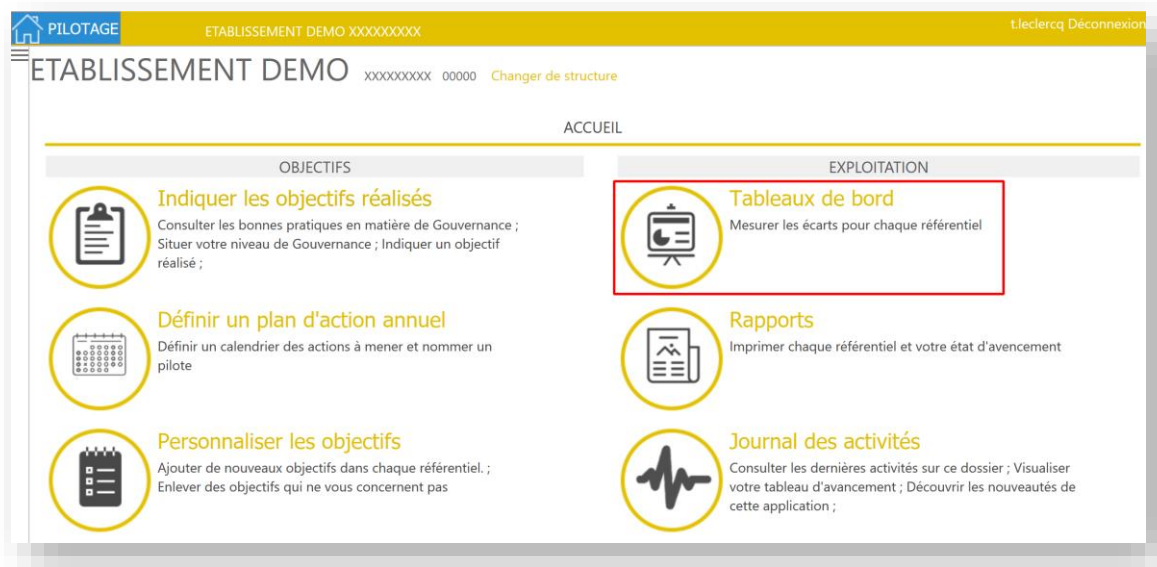 PILOTAGE
ETABLISSEMENT DEMO XXXXXXXXX
t.leclercq Déconnexion
ETABLISSEMENT DEMO XXXXXXXXX 00000 Changer de structure
ACCUEIL
OBJECTIFS
Indiquer les objectifs réalisés
Consulter les bonnes pratiques en matière de Gouvernance ;
Situer votre niveau de Gouvernance ; Indiquer un objectif
réalisé ;
Définir un plan d'action annuel
Définir un calendrier des actions à mener et nommer un
pilote
Personnaliser les objectifs
Ajouter de nouveaux objectifs dans chaque référentiel. ;
Enlever des objectifs qui ne vous concernent pas
EXPLOITATION
Tableaux de bord
Mesurer les écarts pour chaque référentiel
Rapports
Imprimer chaque référentiel et votre état d'avencement
Journal des activités
Consulter les dernières activités sur ce dossier ; Visualiser
votre tableau d'avancement ; Découvrir les nouveautés de
cette application ;